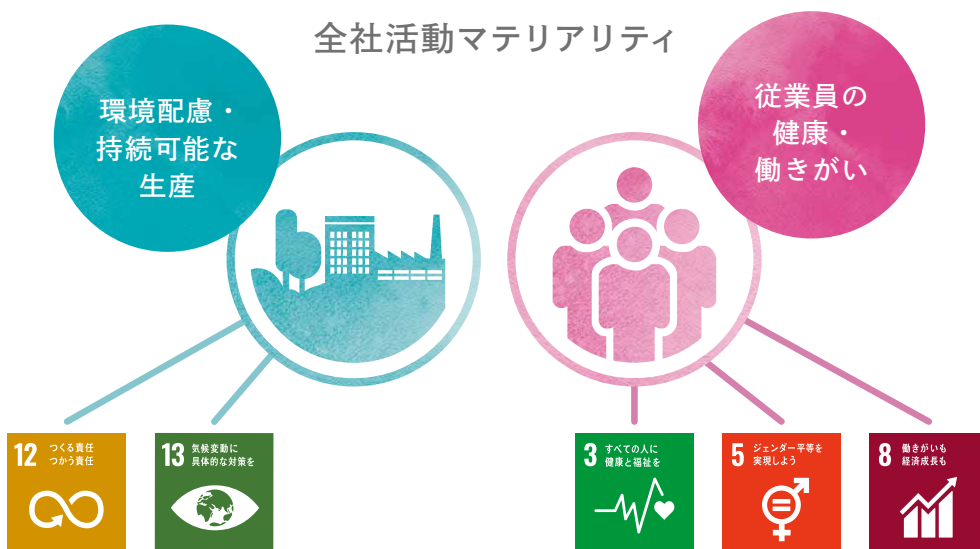 全社活動マテリアリティ
環境配慮・
持続可能な
生産
従業員の
健康・
働きがい
12 つくる責任
つかう責任
13 気候変動に
具体的な対策を
3 すべての人に
健康と福祉を
5 ジェンダー平等を
実現しよう
8 働きがいも
経済成長も